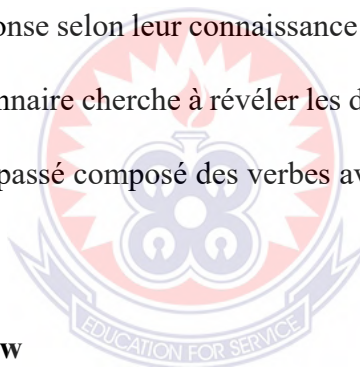 onse selon leur connaissance
nnaire cherche à révéler les d
passé composé des verbes av
EDUCATION FOR SERVICE
w